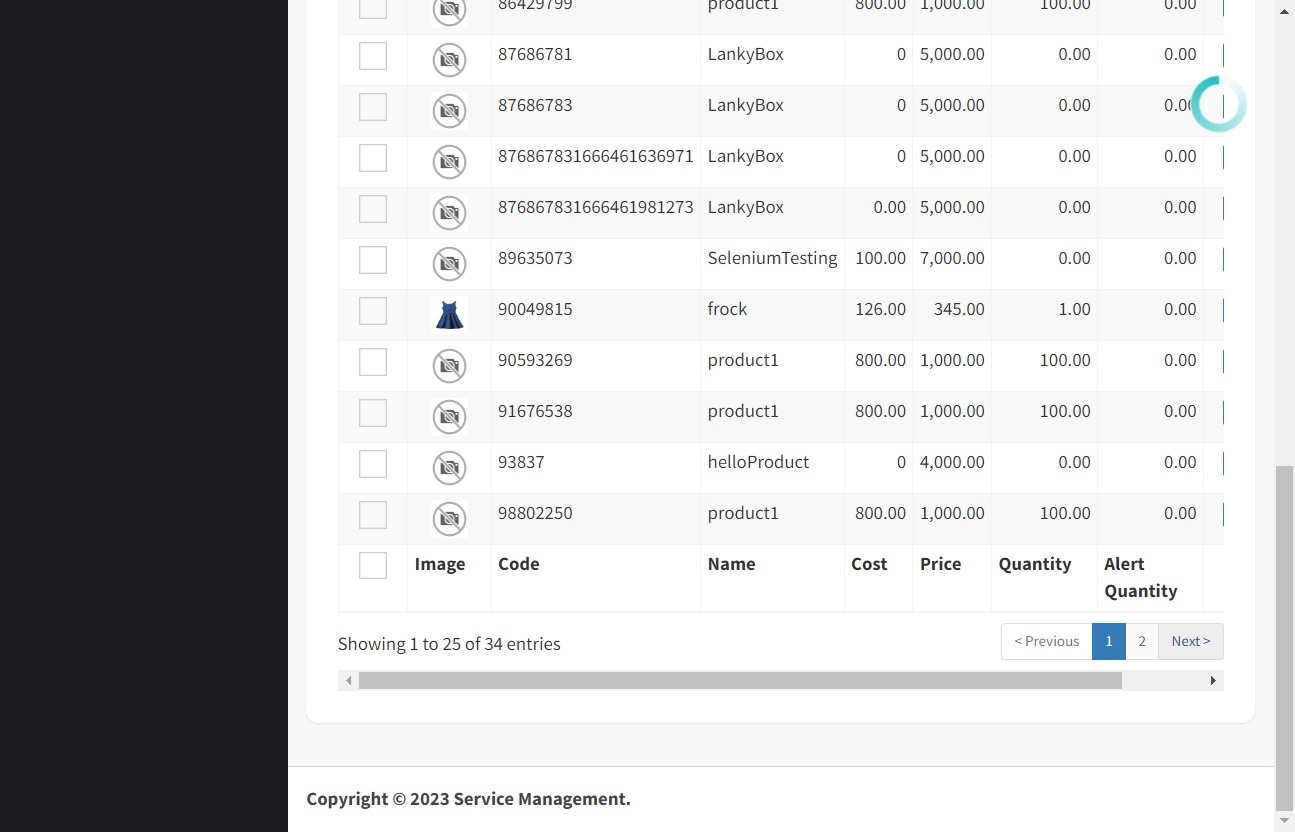 86429799 product1 800.00 1,000.00 100.00 0.00
87686781 LankyBox 0 5,000.00 0.00 0.00
87686783 LankyBox 0 5,000.00 0.00 0.00
876867831666461636971 LankyBox 0 5,000.00 0.00 0.00
876867831666461981273 LankyBox 0.00 5,000.00 0.00 0.00
89635073 SeleniumTesting 100.00 7,000.00 0.00 0.00
90049815 frock 126.00 345.00 1.00 0.00
90593269 product1 800.00 1,000.00 100.00 0.00
91676538 product1 800.00 1,000.00 100.00 0.00
93837 helloProduct 0 4,000.00 0.00 0.00
98802250 product1 800.00 1,000.00 100.00 0.00
Image Code Name Cost Price Quantity Alert
Quantity
Showing 1 to 25 of 34 entries < Previous 1 2 Next >
Copyright © 2023 Service Management.